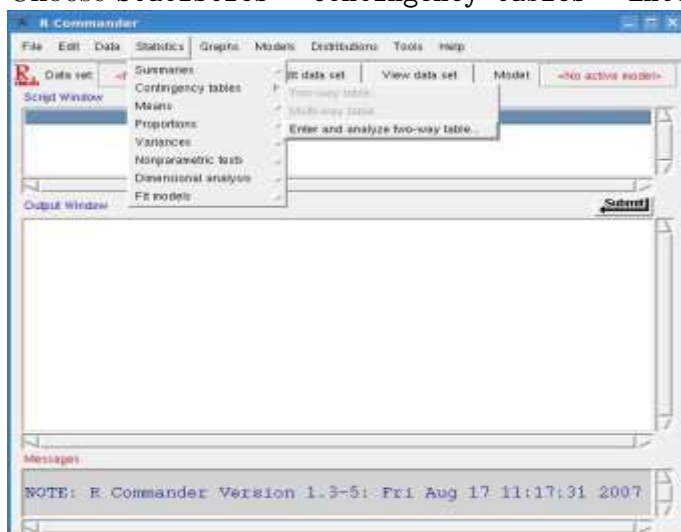 R Commander
File Edit Data Statistics Graphs Models Distributions Tools Help
Data set: Edit data set View data set Model: <No active model>
Script Window
Summaries
Contingency tables
Means
Proportions
Variances
Nonparametric tests
Dimensional analysis
Fit models
Two-way table...
Multi-way table...
Enter and analyze two-way table...
Output Window
Submit
Messages
NOTE: R Commander Version 1.3-5: Fri Aug 17 11:17:31 2007